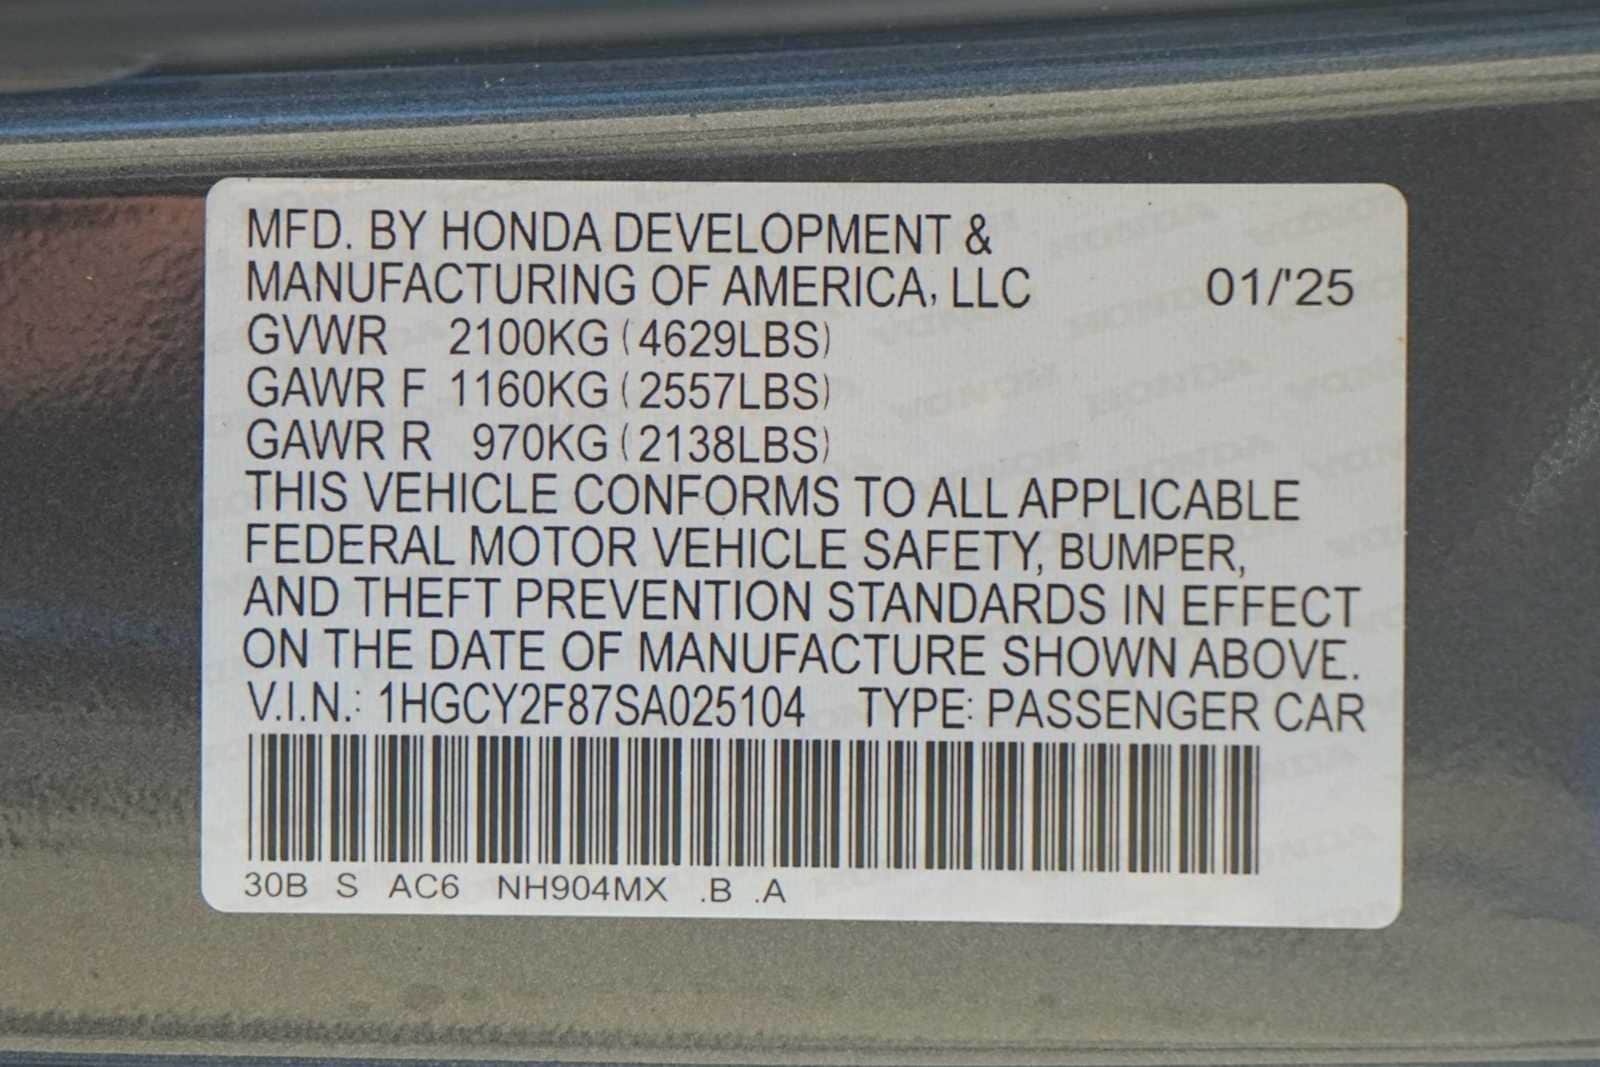 MFD. BY HONDA DEVELOPMENT &
MANUFACTURING OF AMERICA, LLC 01/'25
GVWR 2100KG (4629LBS)
GAWR F 1160KG (2557LBS)
GAWR R 970KG (2138LBS)
THIS VEHICLE CONFORMS TO ALL APPLICABLE
FEDERAL MOTOR VEHICLE SAFETY, BUMPER,
AND THEFT PREVENTION STANDARDS IN EFFECT
ON THE DATE OF MANUFACTURE SHOWN ABOVE.
V.I.N.: 1HGCY2F87SA025104 TYPE: PASSENGER CAR
30B S AC6 NH904MX .B .A